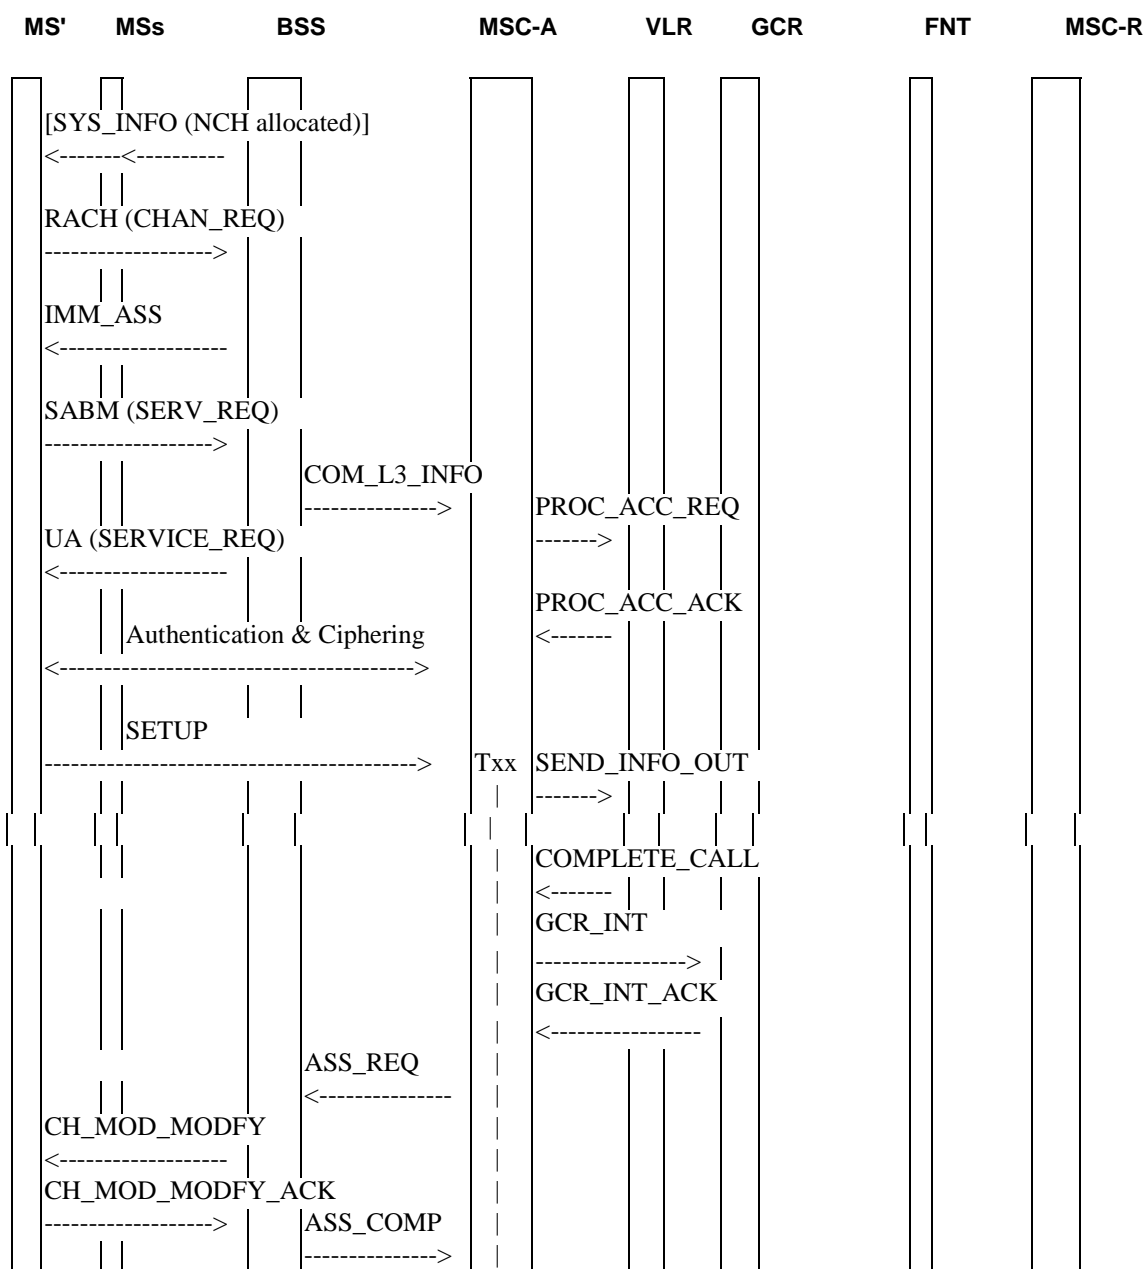 MS' MSs BSS MSC-A VLR GCR FNT MSC-R
[SYS_INFO (NCH allocated)]
<-------<----------
RACH (CHAN_REQ)
------------------->
IMM_ASS
<-------------------
SABM (SERV_REQ)
------------------->
COM_L3_INFO
---------------> PROC_ACC_REQ
UA (SERVICE_REQ) ------->
<-------------------
PROC_ACC_ACK
Authentication & Ciphering <-------
<---------------------------------------->
SETUP
------------------------------------------> Txx SEND_INFO_OUT
| ------->
|
| COMPLETE_CALL
| <-------
| GCR_INT
| ----------------->
| GCR_INT_ACK
| <-----------------
ASS_REQ |
<--------------- |
CH_MOD_MODFY |
<------------------- |
CH_MOD_MODFY_ACK |
-------------------> ASS_COMP |
---------------> |